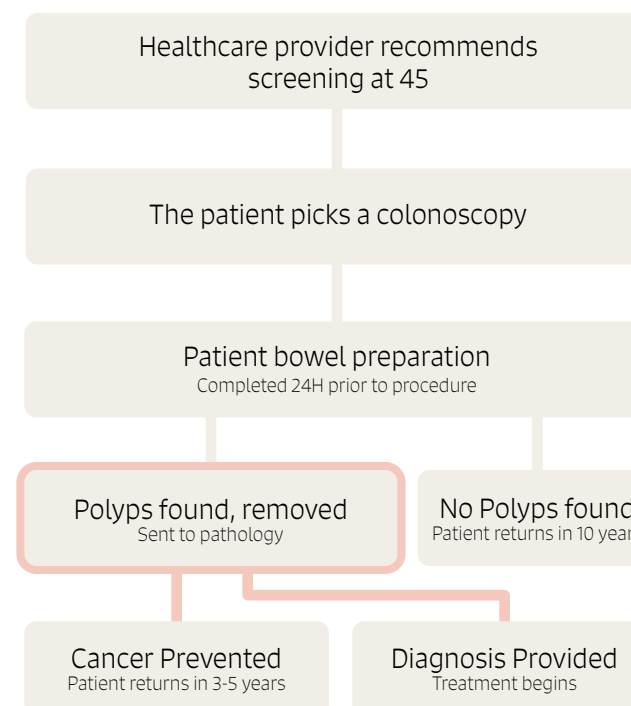 Healthcare provider recommends
screening at 45
The patient picks a colonoscopy
Patient bowel preparation
Completed 24H prior to procedure
Polyps found, removed
Sent to pathology
No Polyps found
Patient returns in 10 year
Cancer Prevented
Patient returns in 3-5 years
Diagnosis Provided
Treatment begins